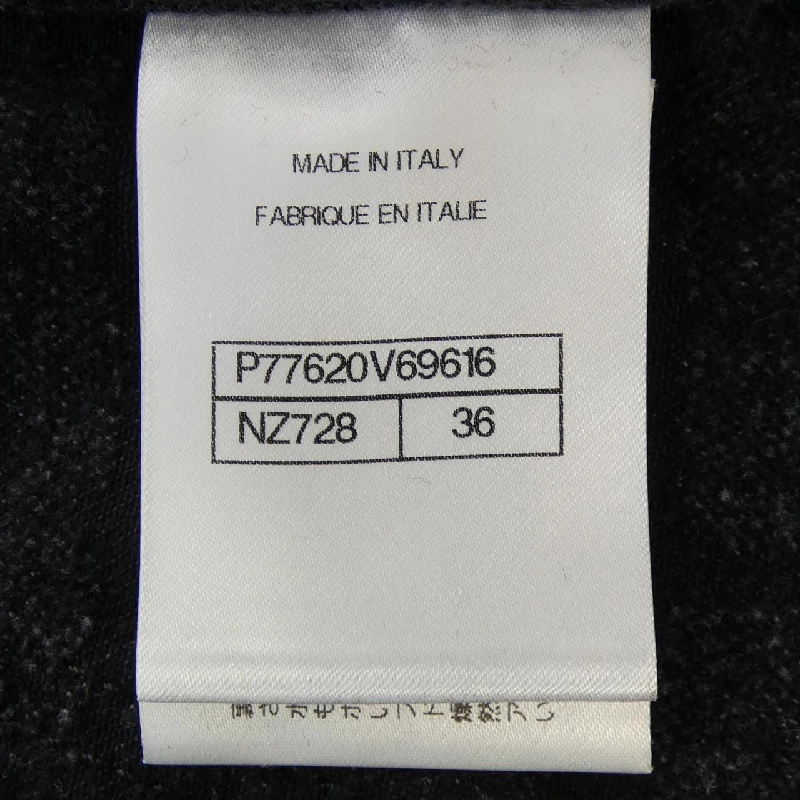 MADE IN ITALY
FABRIQUE EN ITALIE
P77620V69616
NZ728 36